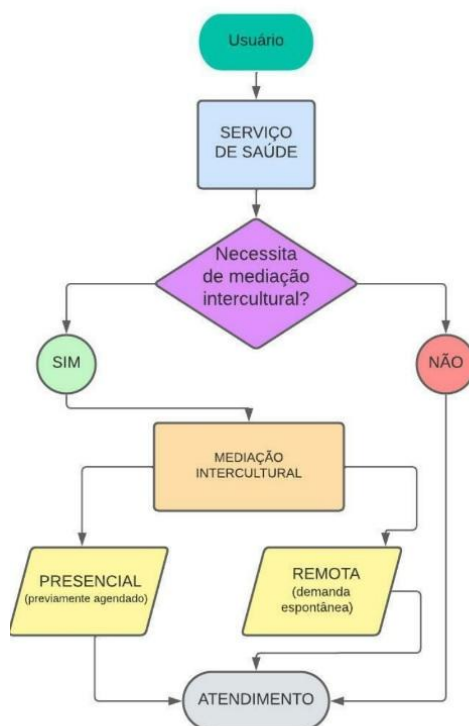 Usuário
SERVIÇO
DE SAÚDE
Necessita
de mediação
intercultural?
SIM
NÃO
MEDIAÇÃO
INTERCULTURAL
PRESENCIAL
(previamente agendado)
REMOTA
(demanda
espontânea)
ATENDIMENTO